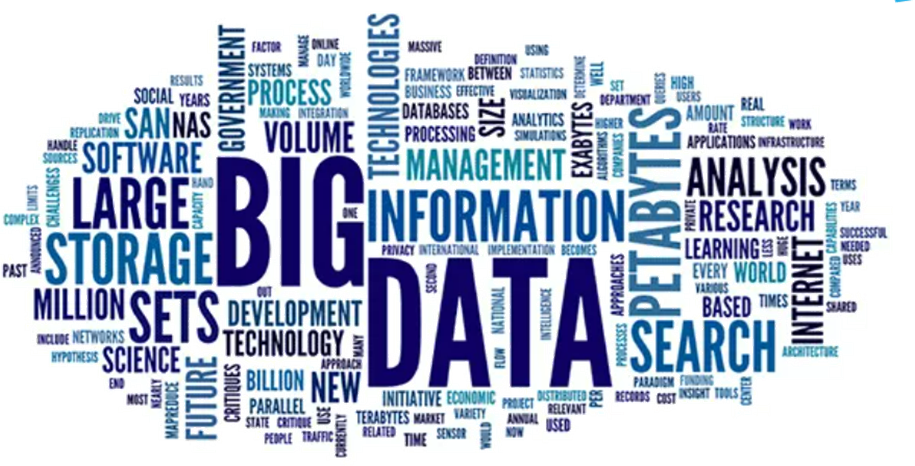 GOVERNMENT
FACTOR
MANAGE
ONLINE
DAY
WORLDWIDE
SYSTEMS
PROCESS
MAKING
INTEGRATION
VOLUME
TECHNOLOGIES
MASSIVE
DEFINITION
USING
FRAMEWORK
BETWEEN
STATISTICS
BUSINESS
EFFECTIVE
VISUALIZATION
DATABASES
SIZE
ANALYTICS
PROCESSING
SIMULATIONS
MANAGEMENT
EXABYTES
DETERMINE
WELL
SET
DEPARTMENT
QUERIES
HIGH
USERS
HIGHER
ALGORITHMS
COMPANIES
PETABYTES
AMOUNT
REAL
RATE
STRUCTURE
WORK
APPLICATIONS
INFRASTRUCTURE
RESULTS
SOCIAL
YEARS
DRIVE
SAN
NAS
REPLICATION
HANDLE
SOURCES
SOFTWARE
LIMITS
CHALLENGES
LARGE
HAND
CAPACITY
COMPLEX
ANNOUNCED
PAST
STORAGE
BIG
ONE
INFORMATION
PRIVACY
INTERNATIONAL
IMPLEMENTATION
BECOMES
DATA
SECOND
NATIONAL
FLOW
INTELLIGENCE
APPROACHES
PROCESSES
ANALYSIS
TERMS
PRIVATE
RESEARCH
YEAR
CAPABILITIES
SUCCESSFUL
LEARNING
LESS
HUGE
INTERNET
NEEDED
USES
COMPARED
EVERY
WORLD
VARIOUS
BASED
TIMES
SHARED
SEARCH
ARCHITECTURE
MILLION
SETS
OUT
DEVELOPMENT
INCLUDE
NETWORKS
TECHNOLOGY
MANY
HYPOTHESIS
SCIENCE
APPROACH
END
MOST
NEARLY
MAPREDUCE
FUTURE
CRITIQUES
BILLION
NEW
PARALLEL
STATE
CRITIQUE
USE
PEOPLE
TRAFFIC
CURRENTLY
INITIATIVE
ECONOMIC
PROJECT
DISTRIBUTED
PER
TERABYTES
MARKET
VARIETY
ANNUAL
RELEVANT
RELATED
TIME
SENSOR
WOULD
NOW
USED
PARADIGM
FUNDING
RECORDS
COST
INSIGHT
TOOLS
CENTER